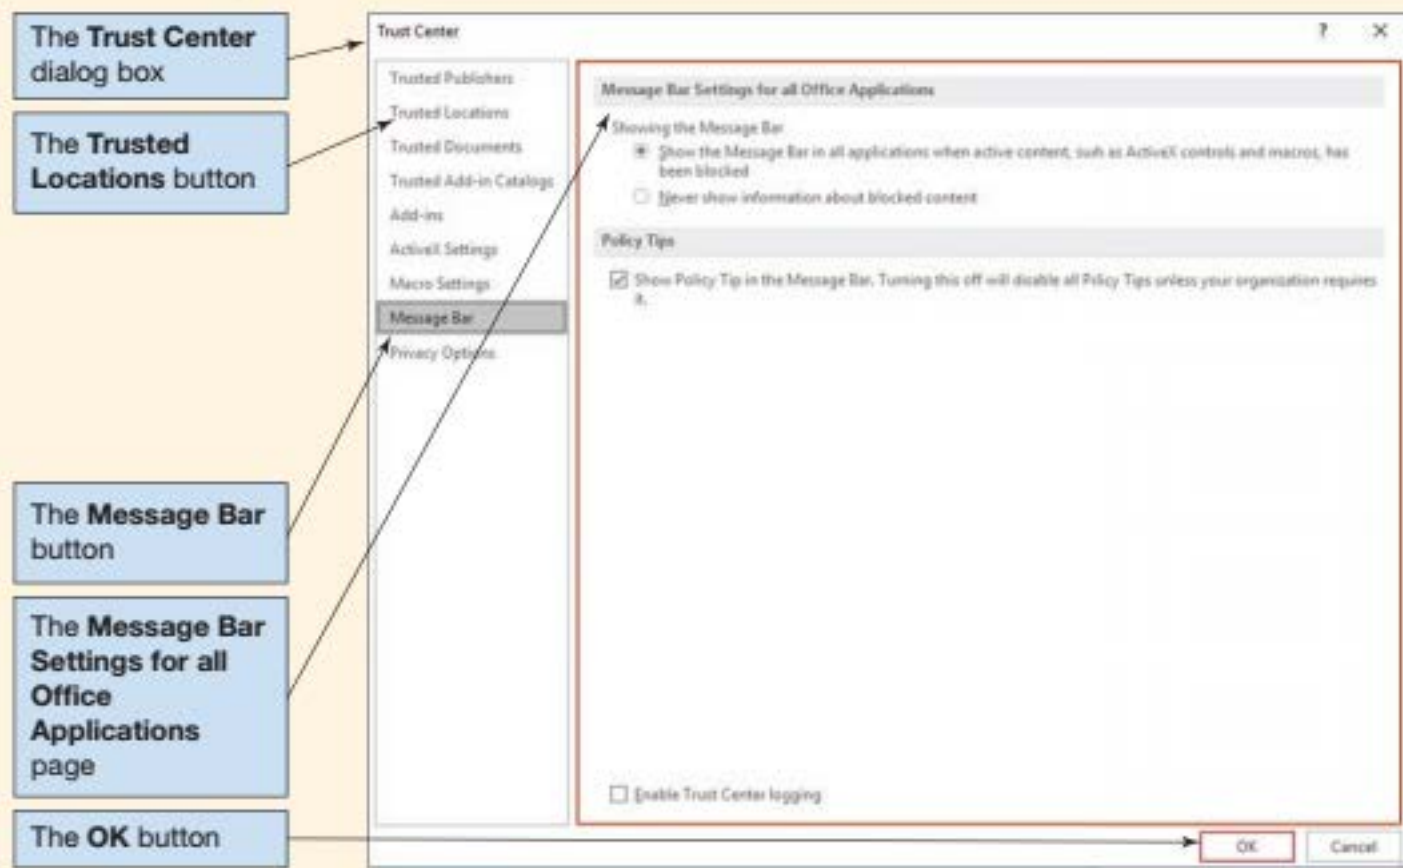 The Trust Center
dialog box
The Trusted
Locations button
The Message Bar
button
The Message Bar
Settings for all
Office
Applications
page
The OK button
Trust Center
?
Trusted Publishers
Trusted Locations
Trusted Documents
Trusted Add-in Catalogs
Add-ins
ActiveX Settings
Macro Settings
Message Bar
Privacy Options
Message Bar Settings for all Office Applications
Showing the Message Bar
Show the Message Bar in all applications when active content, such as ActiveX controls and macros, has
been blocked
Never show information about blocked content
Policy Tips
Show Policy Tip in the Message Bar. Turning this off will disable all Policy Tips unless your organization requires
it.
Enable Trust Center logging
OK
Cancel